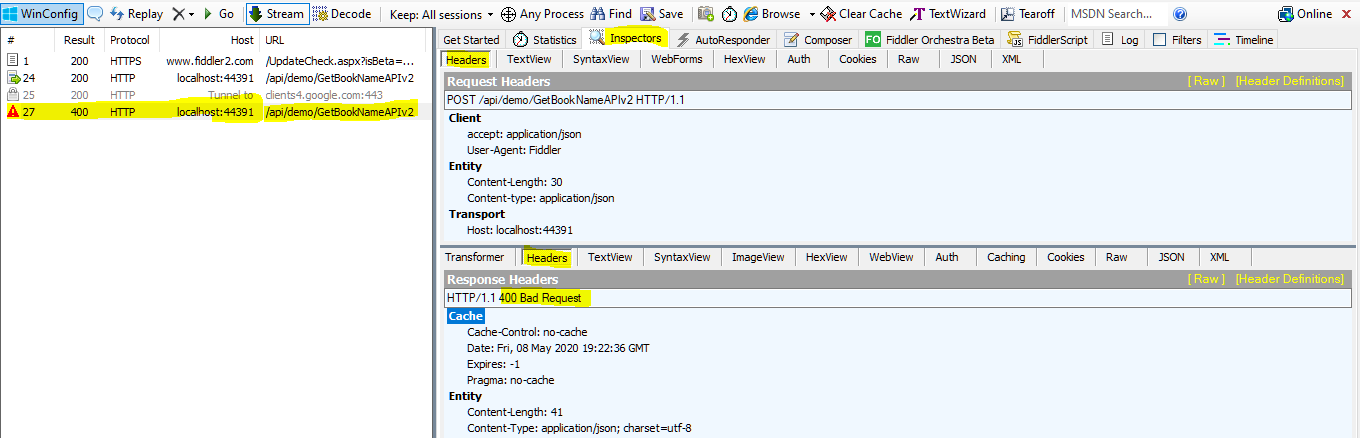 WinConfig Replay Go Stream Decode Keep: All sessions Any Process Find Save Browse Clear Cache TextWizard Tearoff MSDN Search... Online
# Result Protocol Host URL
1 200 HTTPS www.fiddler2.com /UpdateCheck.aspx?isBeta=...
24 200 HTTP localhost:44391 /api/demo/GetBookNameAPIv2
25 200 HTTP Tunnel to clients4.google.com:443
27 400 HTTP localhost:44391 /api/demo/GetBookNameAPIv2
Get Started Statistics Inspectors AutoResponder Composer FO Fiddler Orchestra Beta FiddlerScript Log Filters Timeline
Headers TextView SyntaxView WebForms HexView Auth Cookies Raw JSON XML
Request Headers [ Raw ] [Header Definitions]
POST /api/demo/GetBookNameAPIv2 HTTP/1.1
Client
accept: application/json
User-Agent: Fiddler
Entity
Content-Length: 30
Content-type: application/json
Transport
Host: localhost:44391
Transformer Headers TextView SyntaxView ImageView HexView WebView Auth Caching Cookies Raw JSON XML
Response Headers [ Raw ] [Header Definitions]
HTTP/1.1 400 Bad Request
Cache
Cache-Control: no-cache
Date: Fri, 08 May 2020 19:22:36 GMT
Expires: -1
Pragma: no-cache
Entity
Content-Length: 41
Content-Type: application/json; charset=utf-8